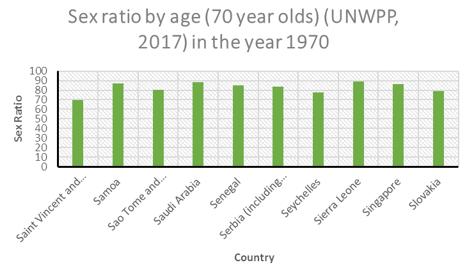 Sex ratio by age (70 year olds) (UNWPP,
2017) in the year 1970
100
90
80
70
60
50
40
30
20
10
0
Sex Ratio
Saint Vincent and...
Samoa
Sao Tome and...
Saudi Arabia
Senegal
Serbia (including...
Seychelles
Sierra Leone
Singapore
Slovakia
Country